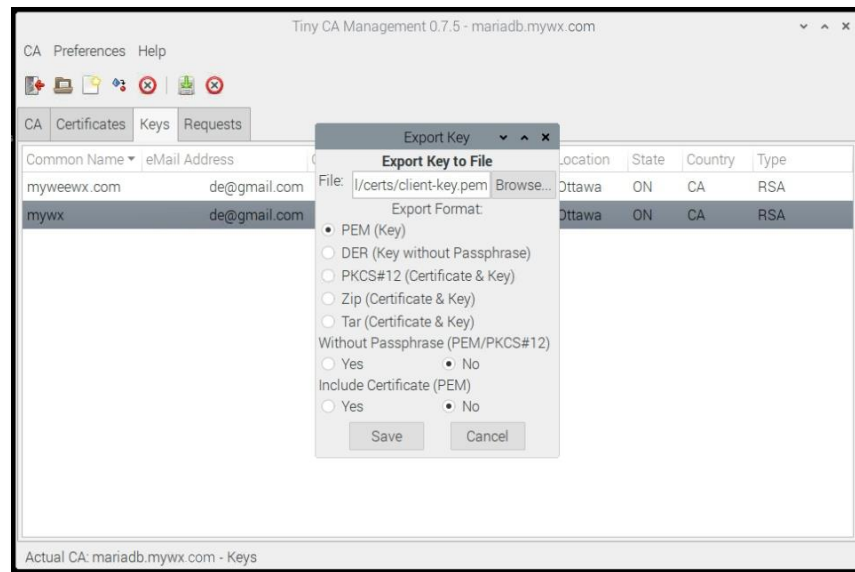 Tiny CA Management 0.7.5 - mariadb.mywx.com
CA Preferences Help
CA Certificates Keys Requests
Common Name eMail Address Location State Country Type
myweewx.com de@gmail.com Ottawa ON CA RSA
mywx de@gmail.com Ottawa ON CA RSA
Export Key
Export Key to File
File: l/certs/client-key.pem Browse...
Export Format:
PEM (Key)
DER (Key without Passphrase)
PKCS#12 (Certificate & Key)
Zip (Certificate & Key)
Tar (Certificate & Key)
Without Passphrase (PEM/PKCS#12)
Yes No
Include Certificate (PEM)
Yes No
Save Cancel
Actual CA: mariadb.mywx.com - Keys